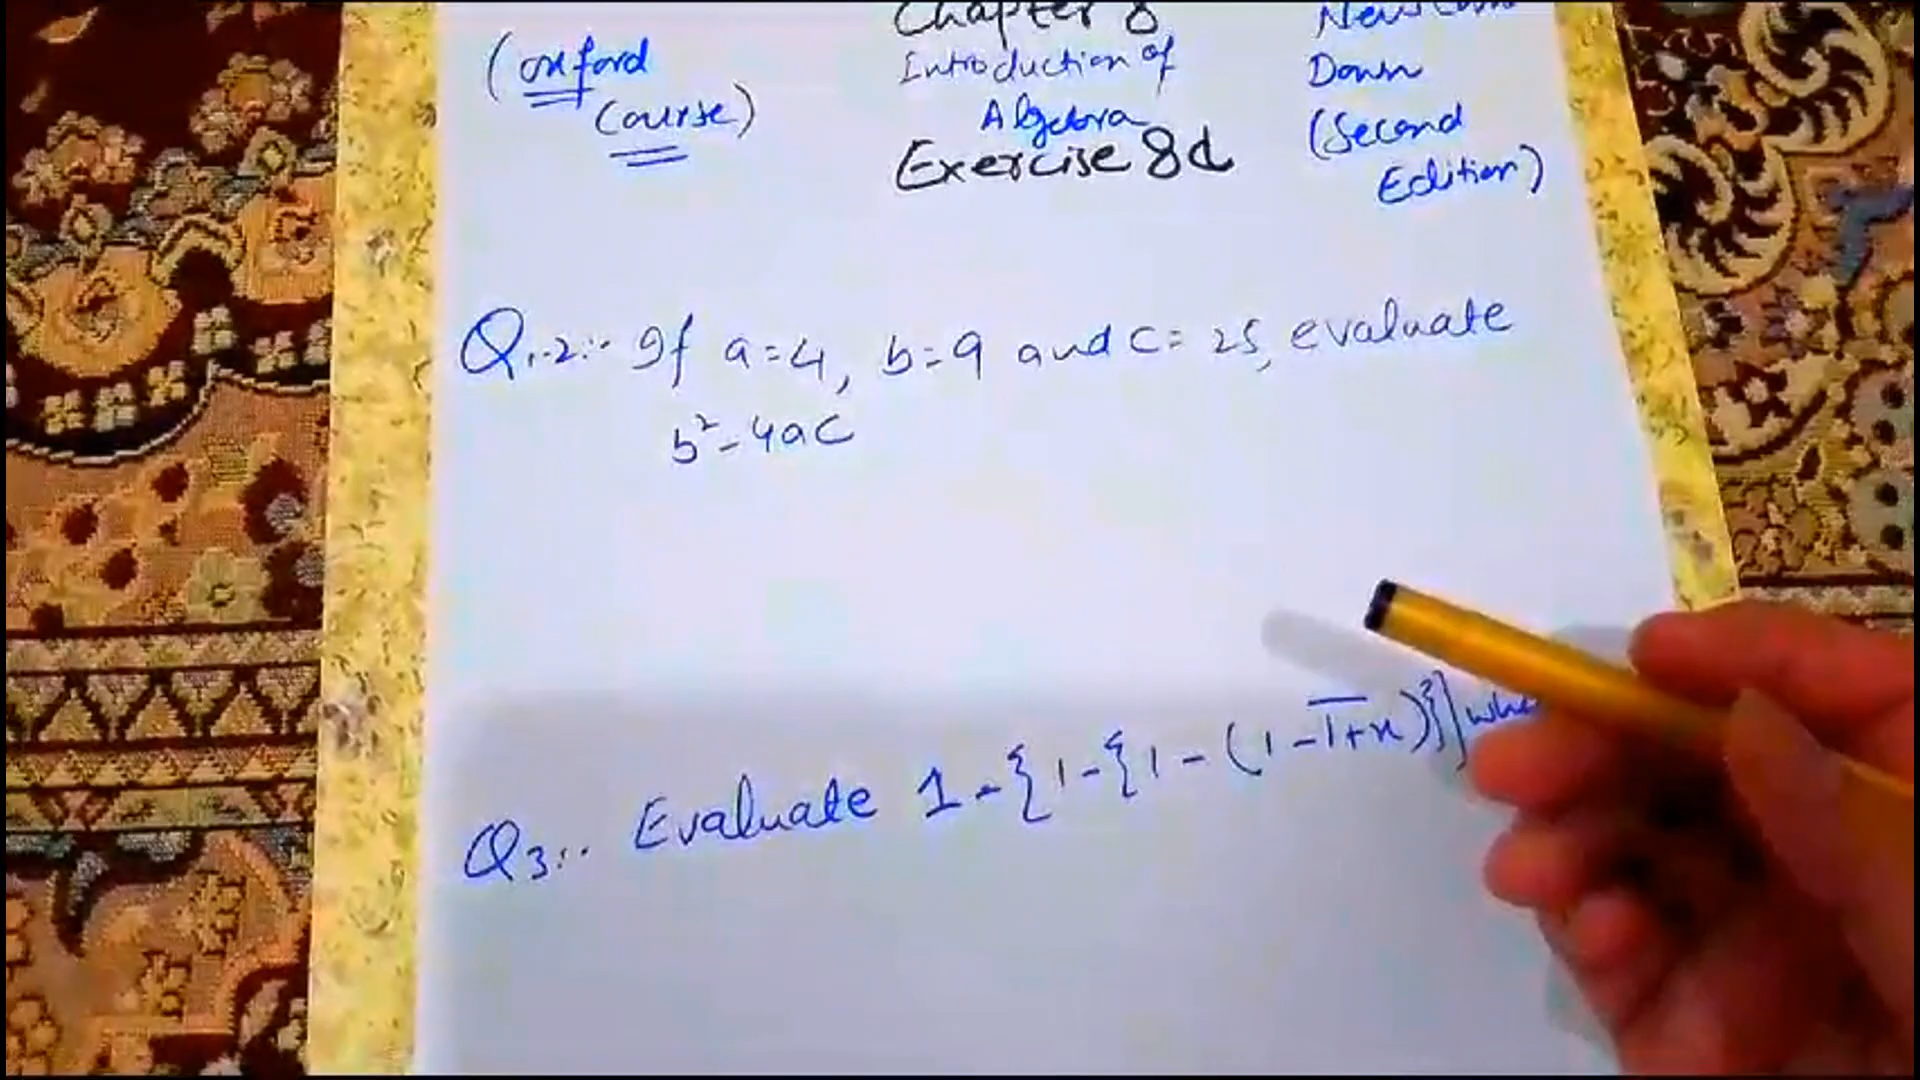 (oxford
Course)
Chapter 8
Introduction of
Algebra
Exercise 8d
Down
(Second
Edition)
Q.2:- If a=4, b=9 and c= 25, evaluate
b²-4ac
Q3:- Evaluate 1-{1-{1-(1-1+x)}}]